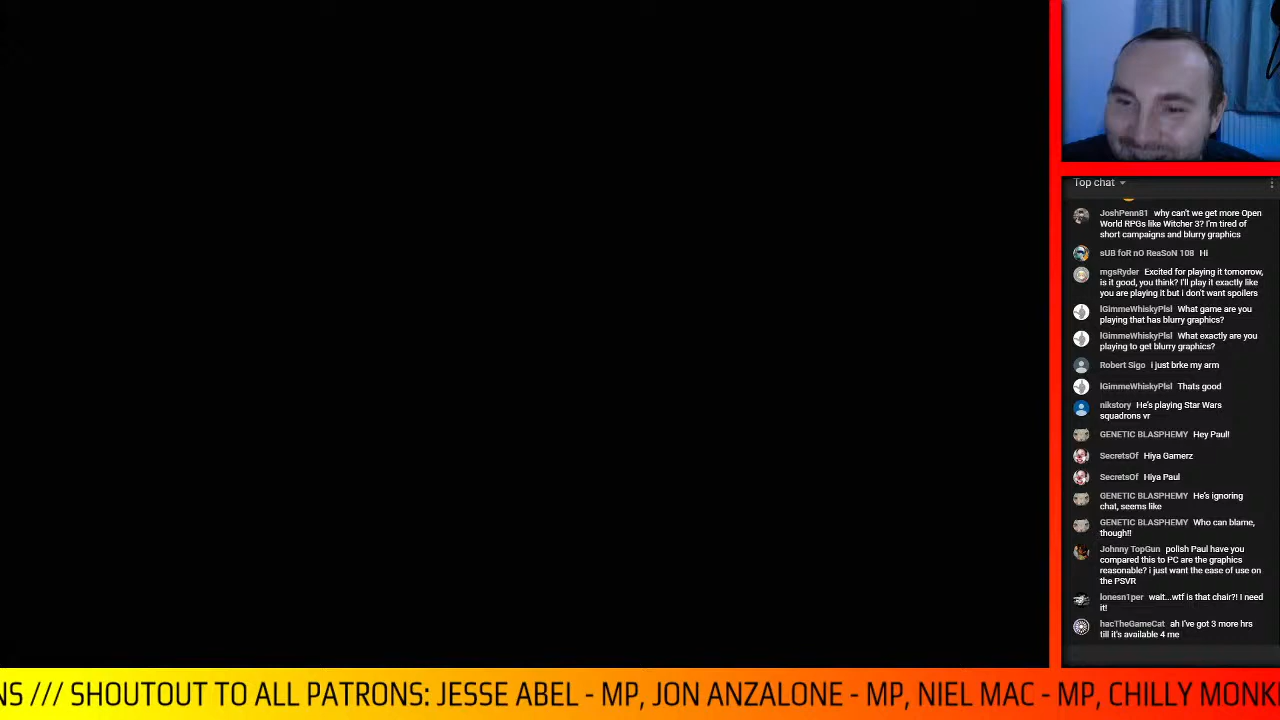 Top chat
JoshPenn81 why can't we get more Open
World RPGs like Witcher 3? I'm tired of
short campaigns and blurry graphics
sUB foR nO ReaSoN 108 Hi
mgsRyder Excited for playing it tomorrow,
is it good, you think? I'll play it exactly like
you are playing it but i don't want spoilers
lGimmeWhiskyPlsl What game are you
playing that has blurry graphics?
lGimmeWhiskyPlsl What exactly are you
playing to get blurry graphics?
Robert Sigo i just brke my arm
lGimmeWhiskyPlsl Thats good
nikstory He's playing Star Wars
squadrons vr
GENETIC BLASPHEMY Hey Paul!
SecretsOf Hiya Gamerz
SecretsOf Hiya Paul
GENETIC BLASPHEMY He's ignoring
chat, seems like
GENETIC BLASPHEMY Who can blame,
though!!
Johnny TopGun polish Paul have you
compared this to PC are the graphics
reasonable? i just want the ease of use on
the PSVR
lonesn1per wait...wtf is that chair?! I need
it!
hacTheGameCat ah I've got 3 more hrs
till it's available 4 me
NS /// SHOUTOUT TO ALL PATRONS: JESSE ABEL - MP, JON ANZALONE - MP, NIEL MAC - MP, CHILLY MONK